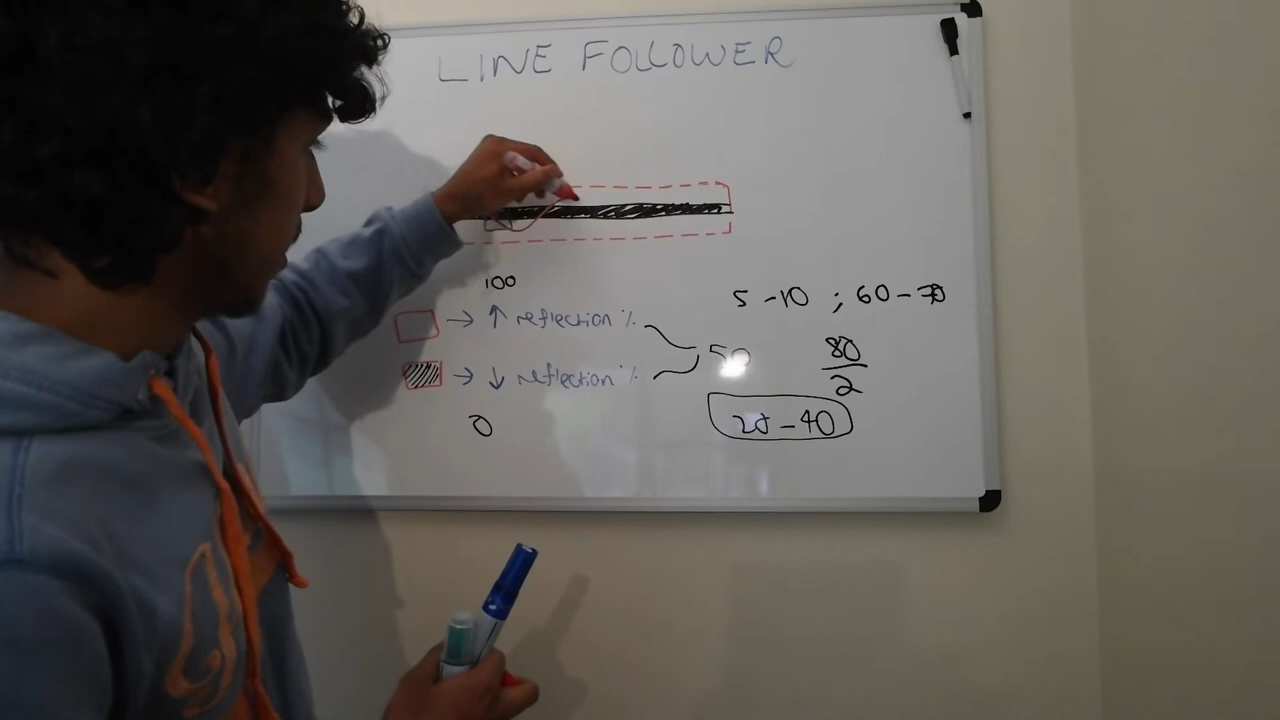 LINE FOLLOWER
100
5-10 ; 60-70
→ ↑ reflection %
50
80
2
→ ↓ reflection %
0
20-40